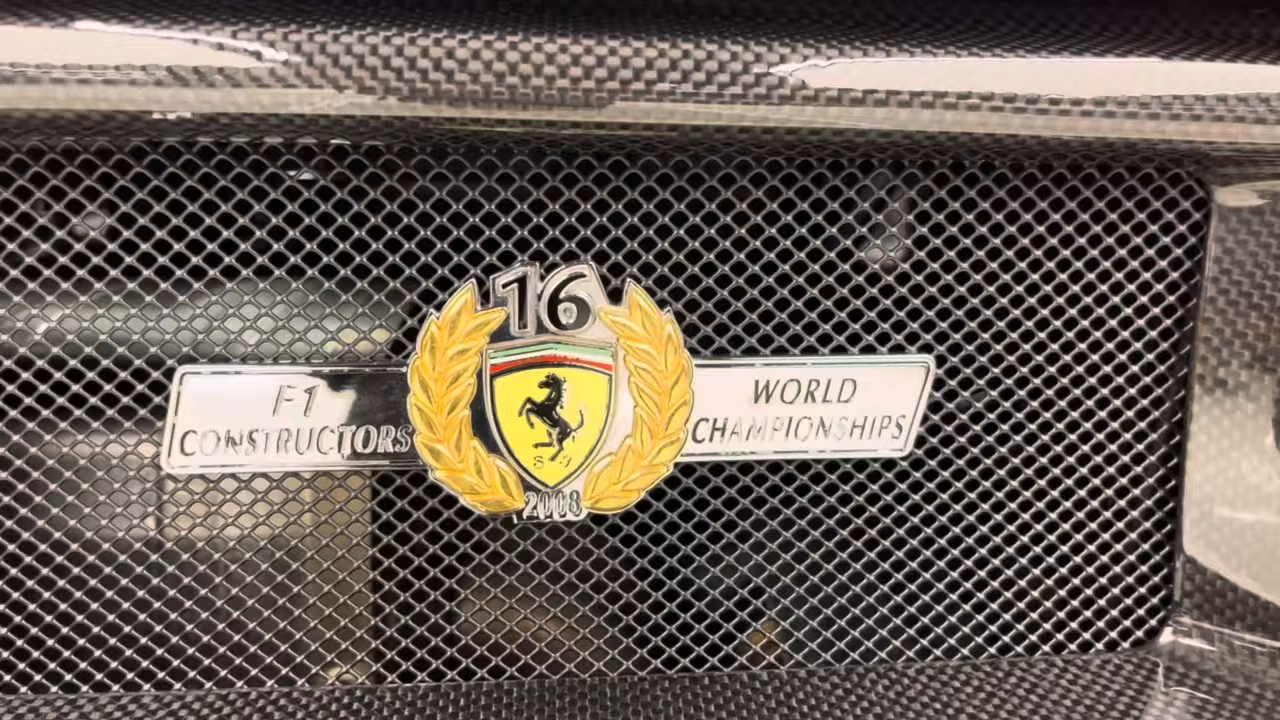 16
F1
CONSTRUCTORS
WORLD
CHAMPIONSHIPS
S F
2008